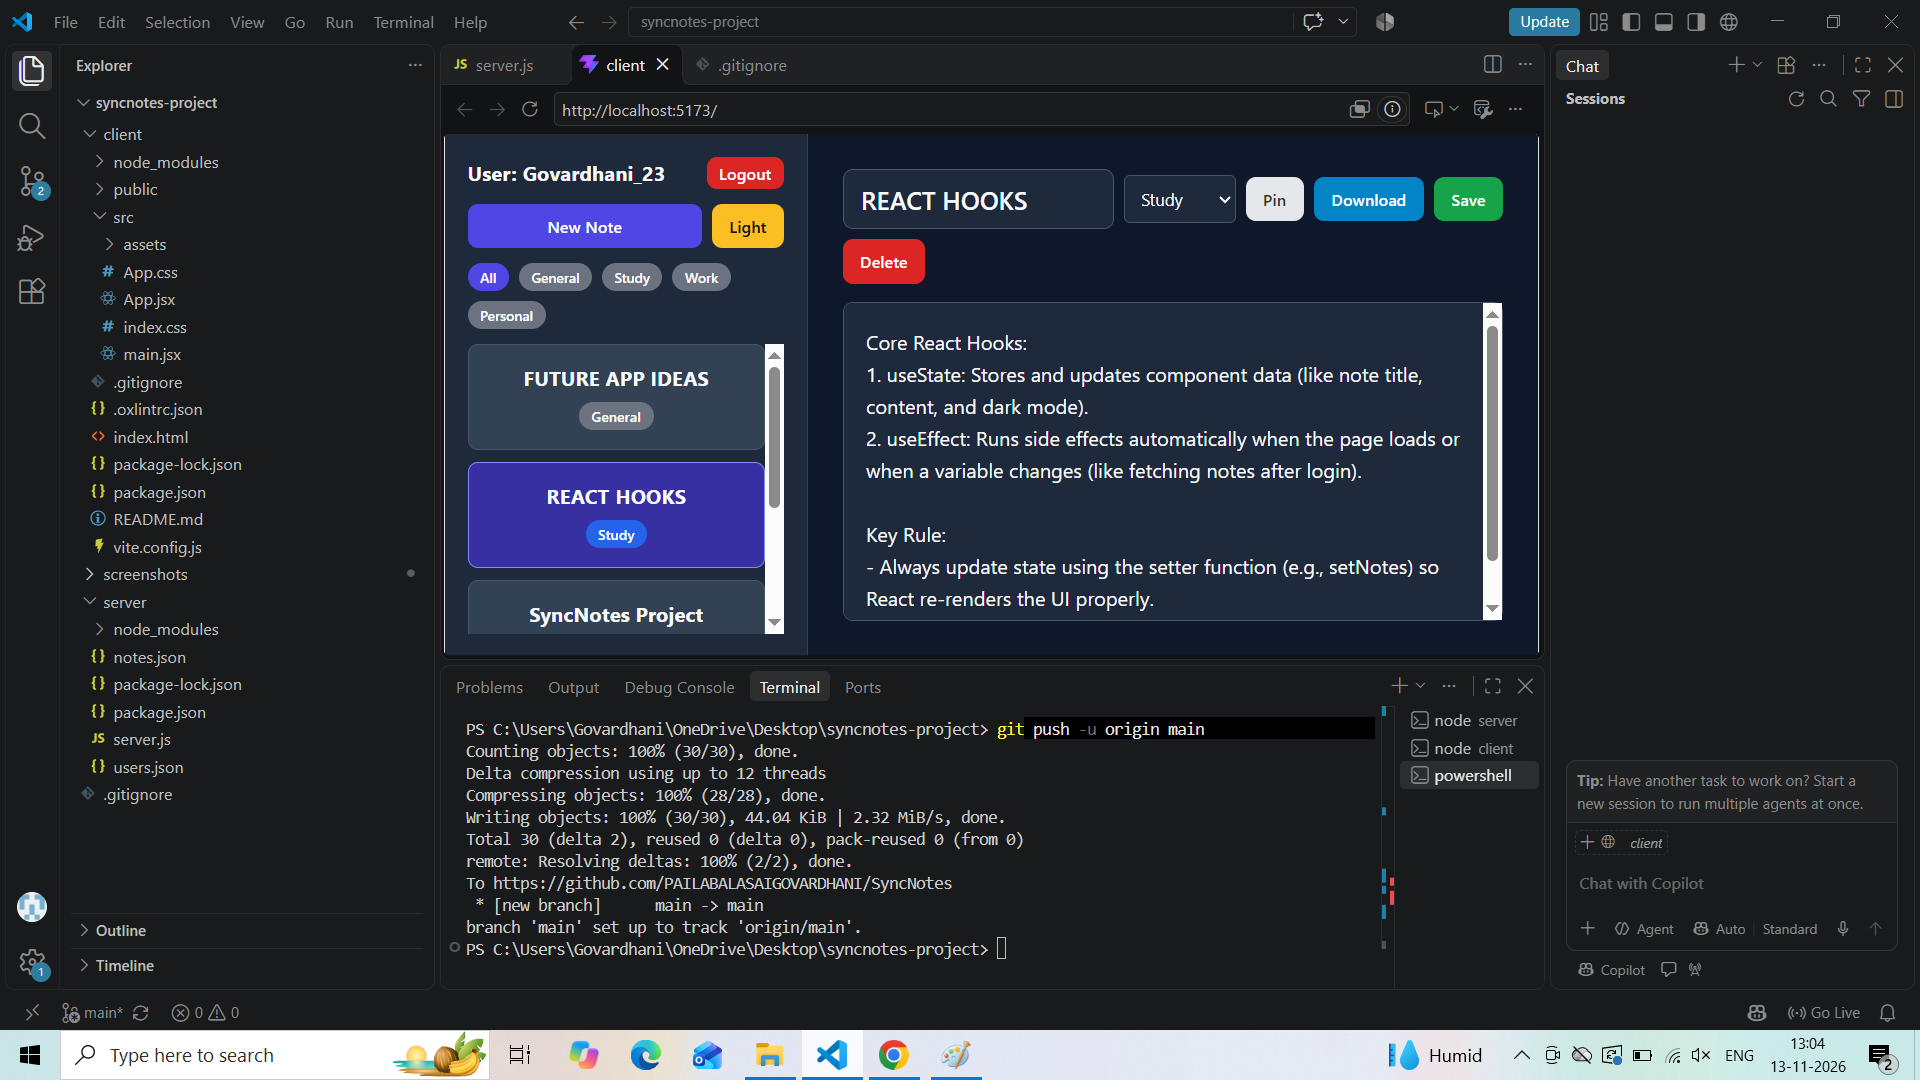 File Edit Selection View Go Run Terminal Help
syncnotes-project
Update
Explorer
syncnotes-project
client
node_modules
public
src
assets
App.css
App.jsx
index.css
main.jsx
.gitignore
.oxlintrc.json
index.html
package-lock.json
package.json
README.md
vite.config.js
screenshots
server
node_modules
notes.json
package-lock.json
package.json
server.js
users.json
.gitignore
Outline
Timeline
2
1
JS server.js
client
.gitignore
http://localhost:5173/
User: Govardhani_23
Logout
New Note
Light
All General Study Work
Personal
FUTURE APP IDEAS
General
REACT HOOKS
Study
SyncNotes Project
REACT HOOKS
Study
Pin
Download
Save
Delete
Core React Hooks:
1. useState: Stores and updates component data (like note title,
content, and dark mode).
2. useEffect: Runs side effects automatically when the page loads or
when a variable changes (like fetching notes after login).
Key Rule:
- Always update state using the setter function (e.g., setNotes) so
React re-renders the UI properly.
Problems Output Debug Console Terminal Ports
PS C:\Users\Govardhani\OneDrive\Desktop\syncnotes-project> git push -u origin main
Counting objects: 100% (30/30), done.
Delta compression using up to 12 threads
Compressing objects: 100% (28/28), done.
Writing objects: 100% (30/30), 44.04 KiB | 2.32 MiB/s, done.
Total 30 (delta 2), reused 0 (delta 0), pack-reused 0 (from 0)
remote: Resolving deltas: 100% (2/2), done.
To https://github.com/PAILABALASAIGOVARDHANI/SyncNotes
* [new branch]      main -> main
branch 'main' set up to track 'origin/main'.
PS C:\Users\Govardhani\OneDrive\Desktop\syncnotes-project>
node server
node client
powershell
Chat
Sessions
Tip: Have another task to work on? Start a
new session to run multiple agents at once.
client
Chat with Copilot
Agent Auto Standard
Copilot
main* 0 0
Go Live
Type here to search
Humid
ENG
13:04
13-11-2026
2